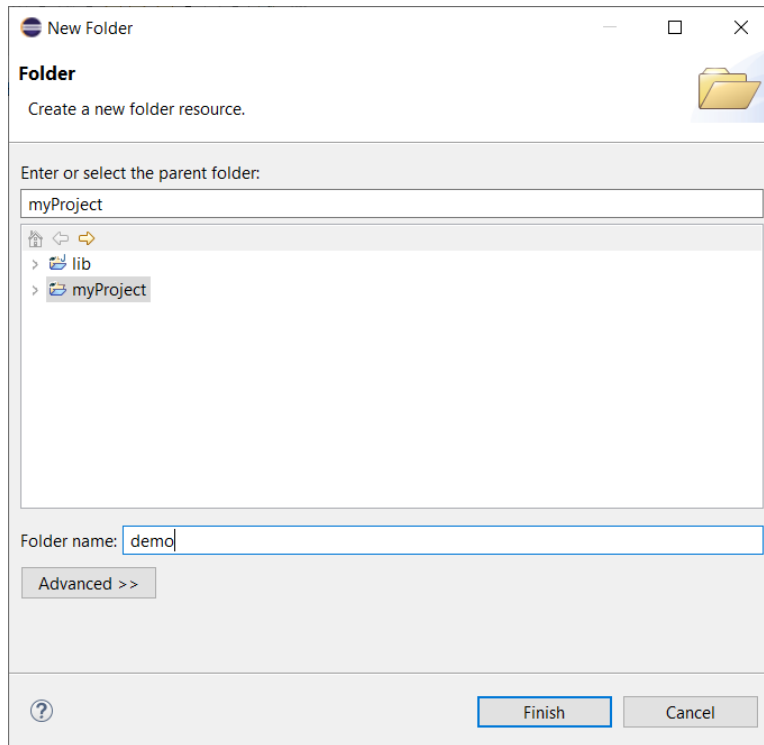 New Folder
Folder
Create a new folder resource.
Enter or select the parent folder:
myProject
lib
myProject
Folder name: demo
Advanced >>
? Finish Cancel